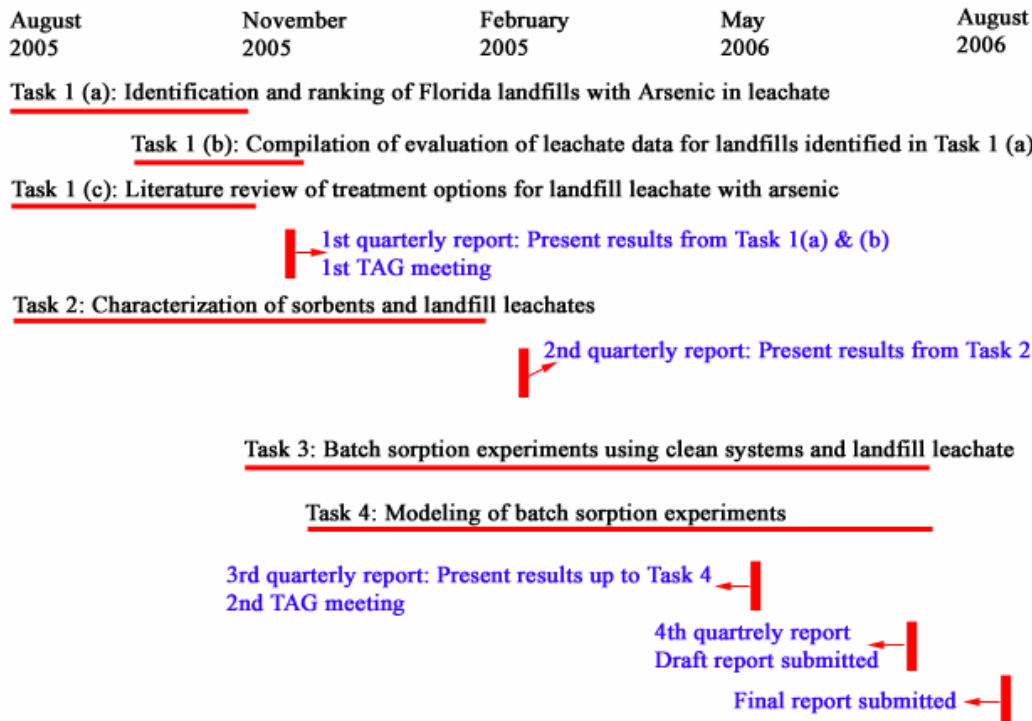 August November February May August
2005 2005 2005 2006 2006
Task 1 (a): Identification and ranking of Florida landfills with Arsenic in leachate
Task 1 (b): Compilation of evaluation of leachate data for landfills identified in Task 1 (a)
Task 1 (c): Literature review of treatment options for landfill leachate with arsenic
1st quarterly report: Present results from Task 1(a) & (b)
1st TAG meeting
Task 2: Characterization of sorbents and landfill leachates
2nd quarterly report: Present results from Task 2
Task 3: Batch sorption experiments using clean systems and landfill leachate
Task 4: Modeling of batch sorption experiments
3rd quarterly report: Present results up to Task 4
2nd TAG meeting
4th quartrely report
Draft report submitted
Final report submitted